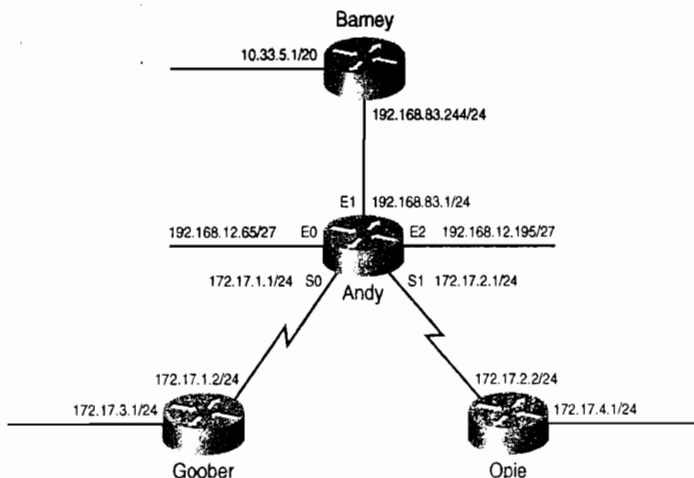 Barney
10.33.5.1/20
192.168.83.244/24
E1 192.168.83.1/24
192.168.12.65/27 E0 E2 192.168.12.195/27
172.17.1.1/24 S0 Andy S1 172.17.2.1/24
172.17.1.2/24 172.17.2.2/24
172.17.3.1/24 172.17.4.1/24
Goober Opie